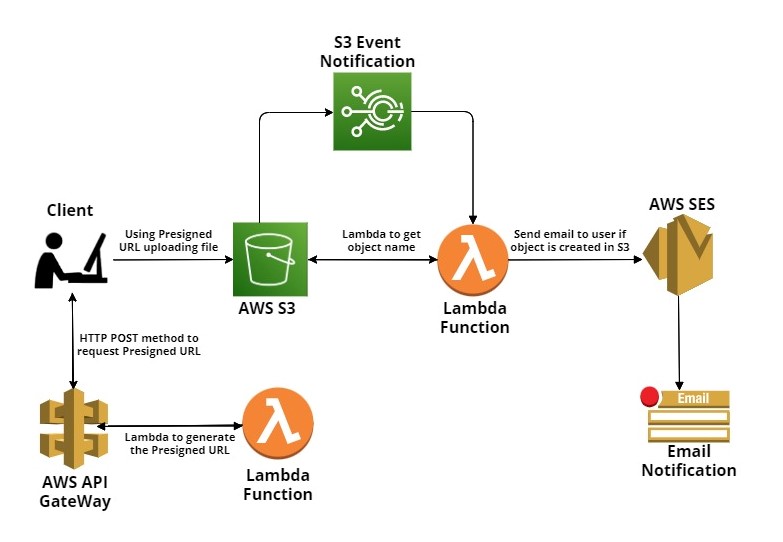 S3 Event
Notification
Client
Using Presigned
URL uploading file
AWS S3
Lambda to get
object name
Lambda
Function
Send email to user if
object is created in S3
AWS SES
HTTP POST method to
request Presigned URL
AWS API
GateWay
Lambda to generate
the Presigned URL
Lambda
Function
Email
Email
Notification